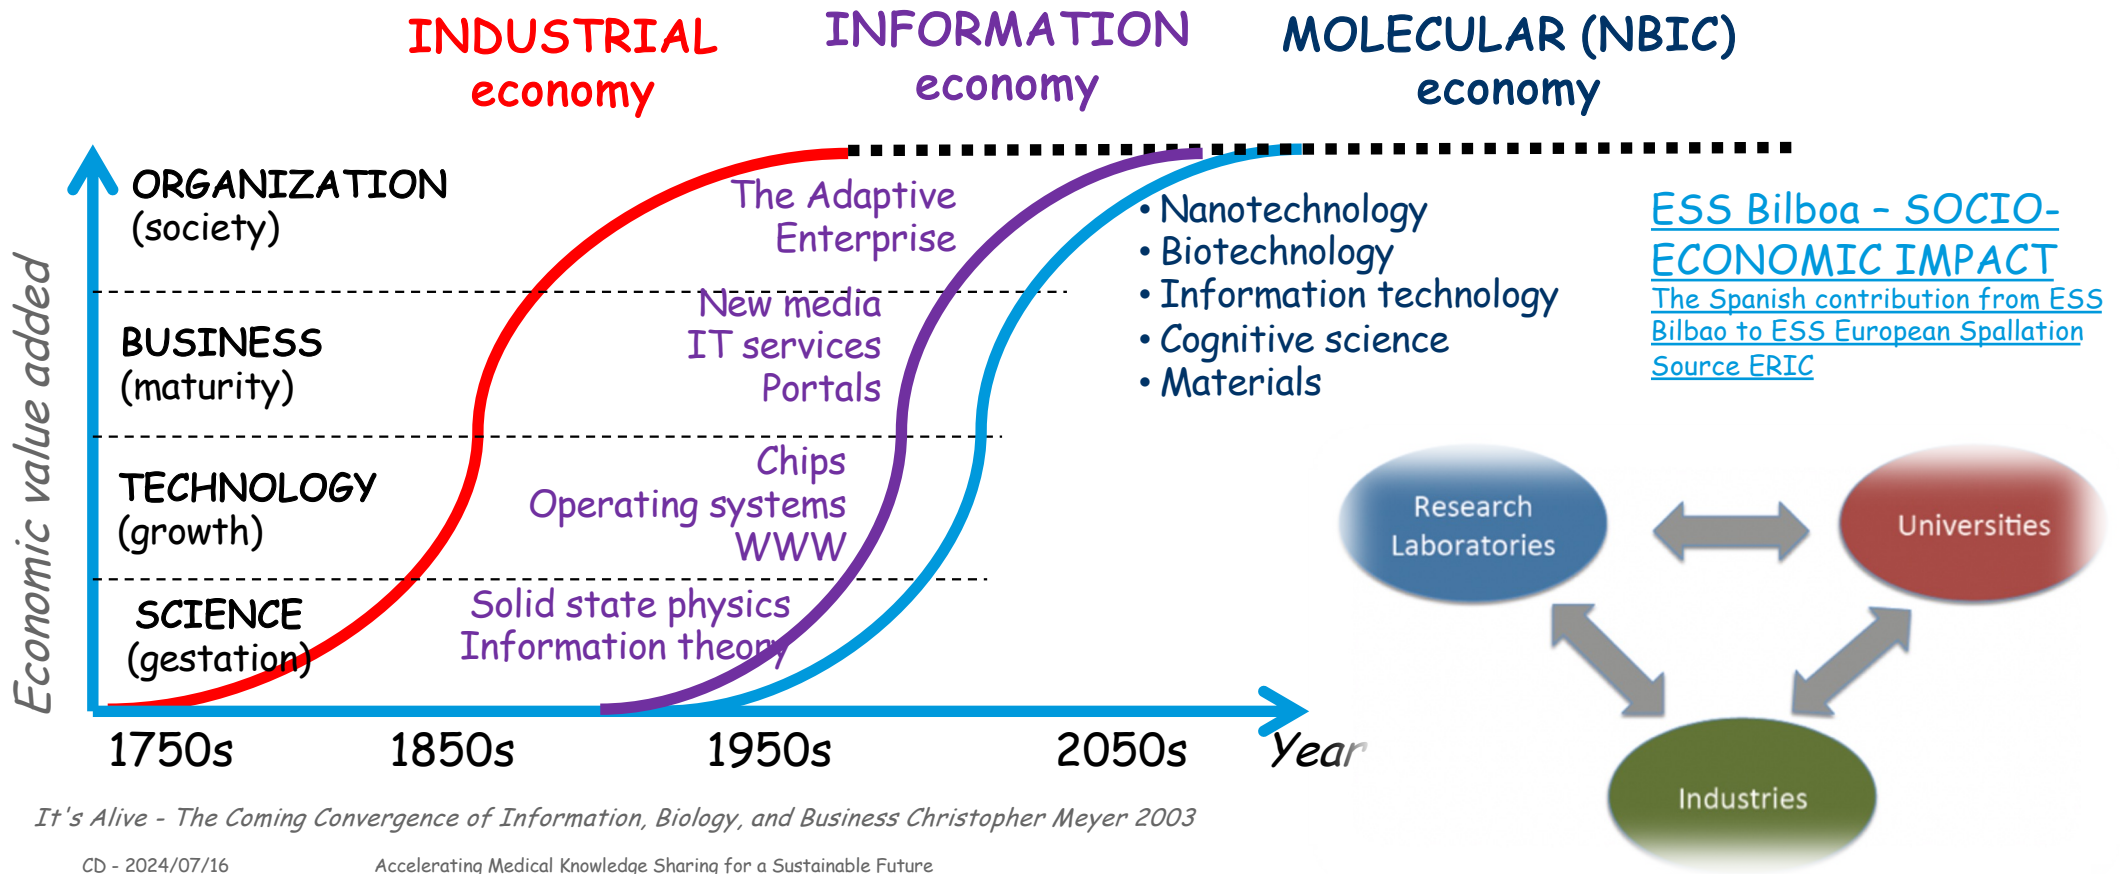 INDUSTRIAL
economy
INFORMATION
economy
MOLECULAR (NBIC)
economy
Economic value added
ORGANIZATION
(society)
BUSINESS
(maturity)
TECHNOLOGY
(growth)
SCIENCE
(gestation)
The Adaptive
Enterprise
New media
IT services
Portals
Chips
Operating systems
WWW
Solid state physics
Information theory
• Nanotechnology
• Biotechnology
• Information technology
• Cognitive science
• Materials
ESS Bilboa – SOCIO-
ECONOMIC IMPACT
The Spanish contribution from ESS
Bilbao to ESS European Spallation
Source ERIC
Research
Laboratories
Universities
Industries
1750s 1850s 1950s 2050s Year
It's Alive - The Coming Convergence of Information, Biology, and Business Christopher Meyer 2003
CD - 2024/07/16 Accelerating Medical Knowledge Sharing for a Sustainable Future